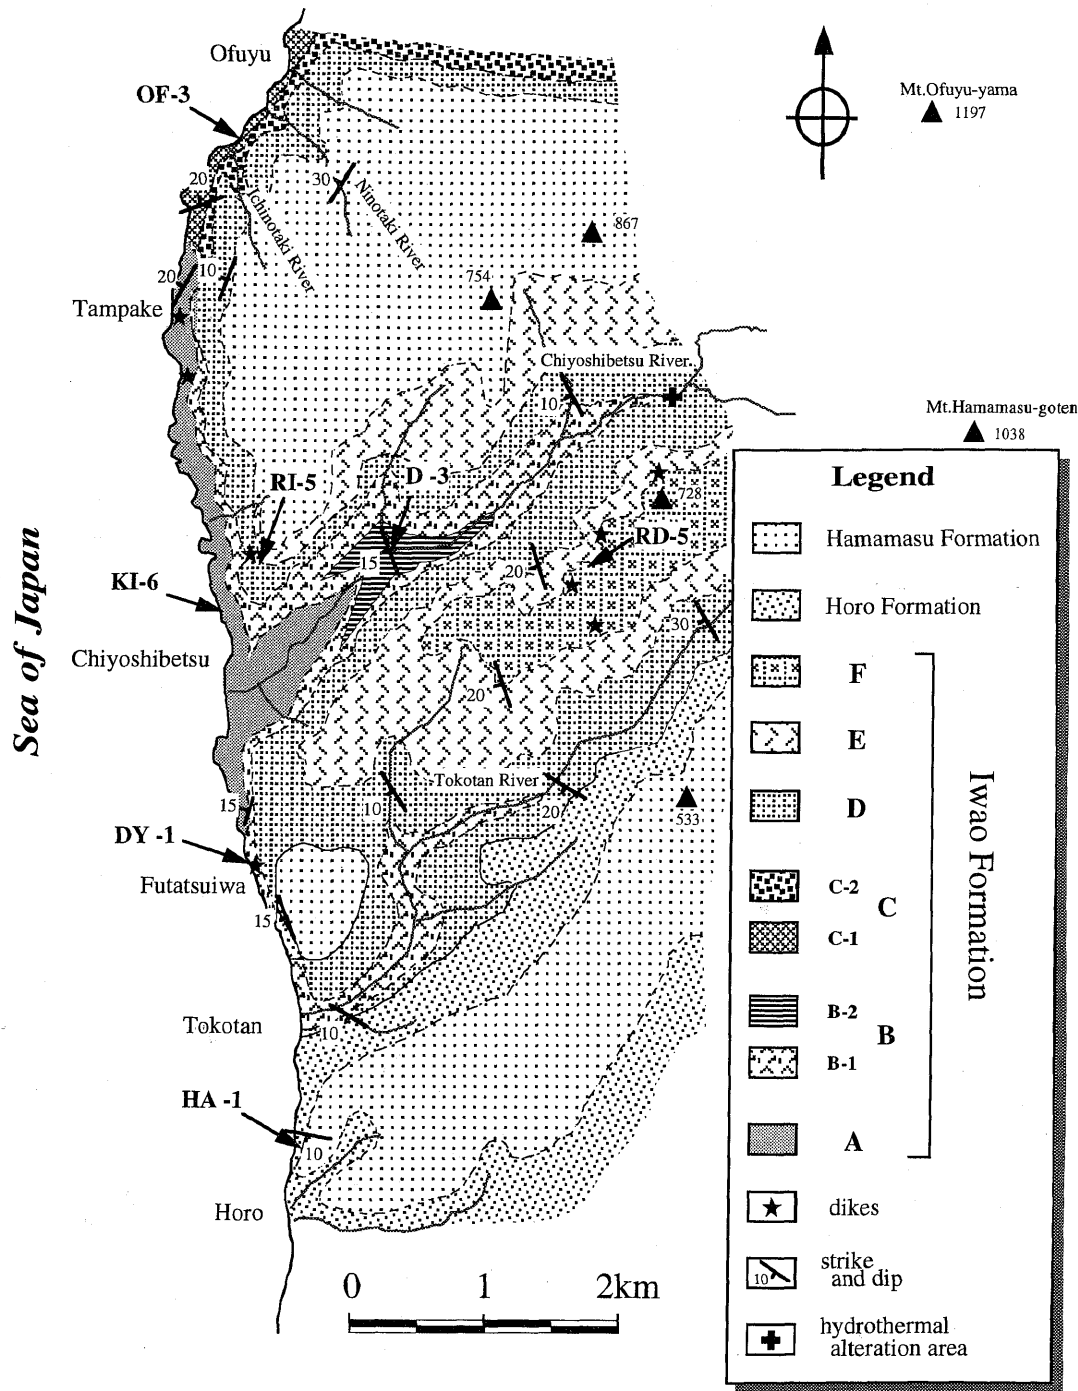 Ofuyu
OF-3
Mt.Ofuyu-yama
1197
20
30
Ichinotaki River
Ninotaki River
867
20
10
754
Tampake
Chiyoshibetsu River
10
Mt.Hamamasu-goten
1038
RI-5
D -3
728
RD-5
15
20
KI-6
30
Chiyoshibetsu
20
Sea of Japan
Tokotan River
15
10
20
533
DY -1
Futatsuiwa
15
Tokotan
10
HA -1
10
Horo
0 1 2km
Legend
Hamamasu Formation
Horo Formation
F
E
D
C-2
C
C-1
B-2
B
B-1
A
Iwao Formation
dikes
10
strike
and dip
hydrothermal
alteration area